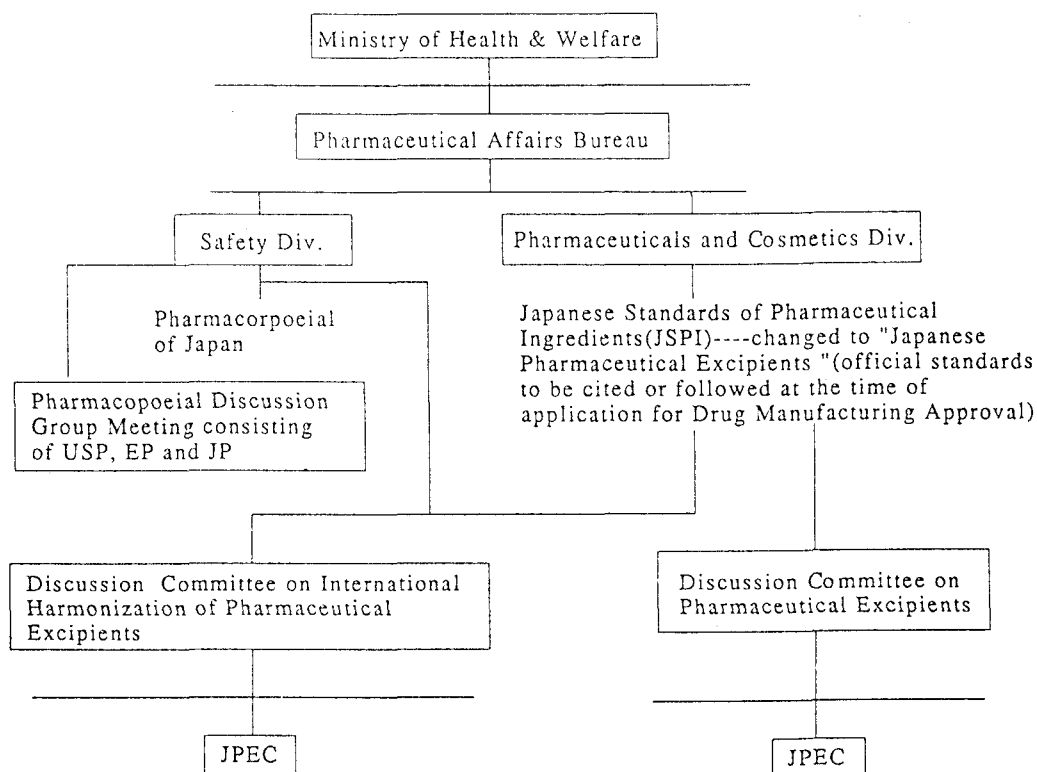 Ministry of Health & Welfare
Pharmaceutical Affairs Bureau
Safety Div.
Pharmaceuticals and Cosmetics Div.
Pharmacorpoeial
of Japan
Japanese Standards of Pharmaceutical
Ingredients(JSPI)----changed to "Japanese
Pharmaceutical Excipients "(official standards
to be cited or followed at the time of
application for Drug Manufacturing Approval)
Pharmacopoeial Discussion
Group Meeting consisting
of USP, EP and JP
Discussion Committee on International
Harmonization of Pharmaceutical
Excipients
Discussion Committee on
Pharmaceutical Excipients
JPEC
JPEC